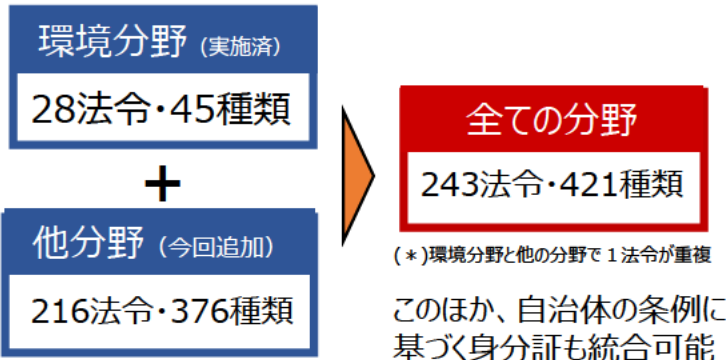 環境分野（実施済）
28法令･45種類
+
他分野（今回追加）
216法令･376種類
全ての分野
243法令･421種類
(＊)環境分野と他の分野で１法令が重複
このほか、自治体の条例に
基づく身分証も統合可能